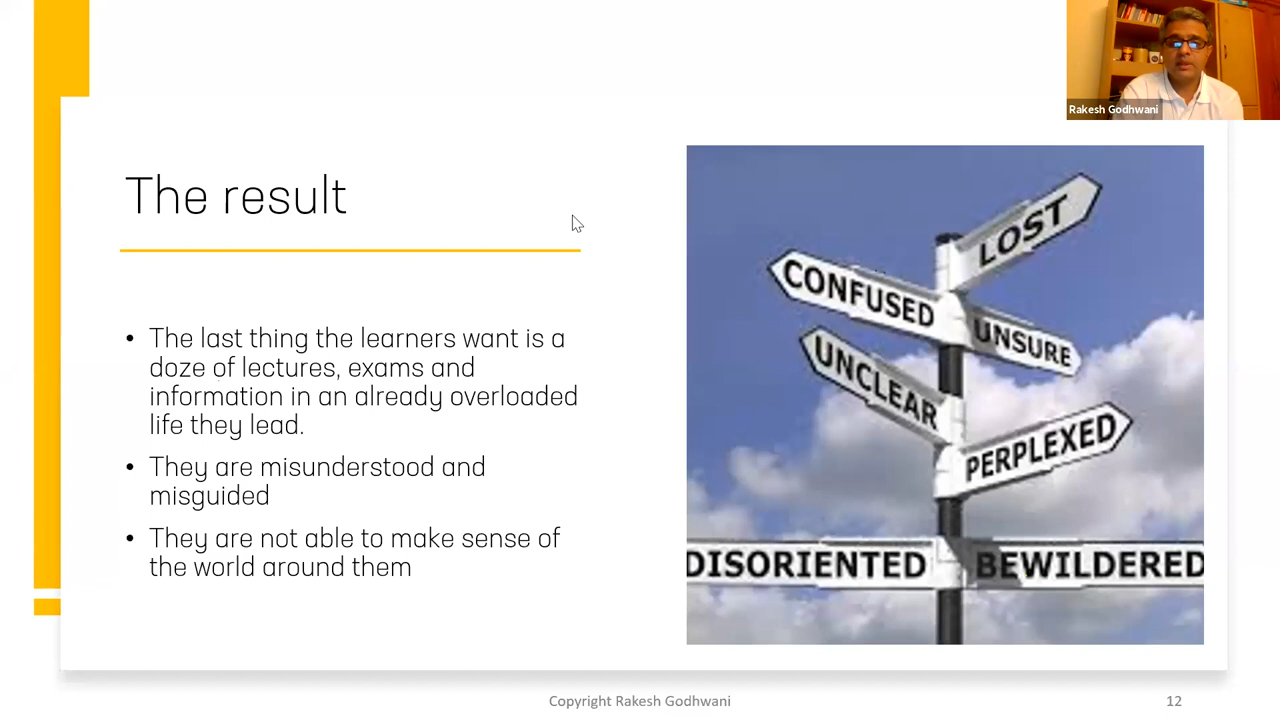 Rakesh Godhwani
The result
• The last thing the learners want is a
doze of lectures, exams and
information in an already overloaded
life they lead.
• They are misunderstood and
misguided
• They are not able to make sense of
the world around them
LOST
CONFUSED
UNSURE
UNCLEAR
PERPLEXED
DISORIENTED
BEWILDERED
Copyright Rakesh Godhwani
12